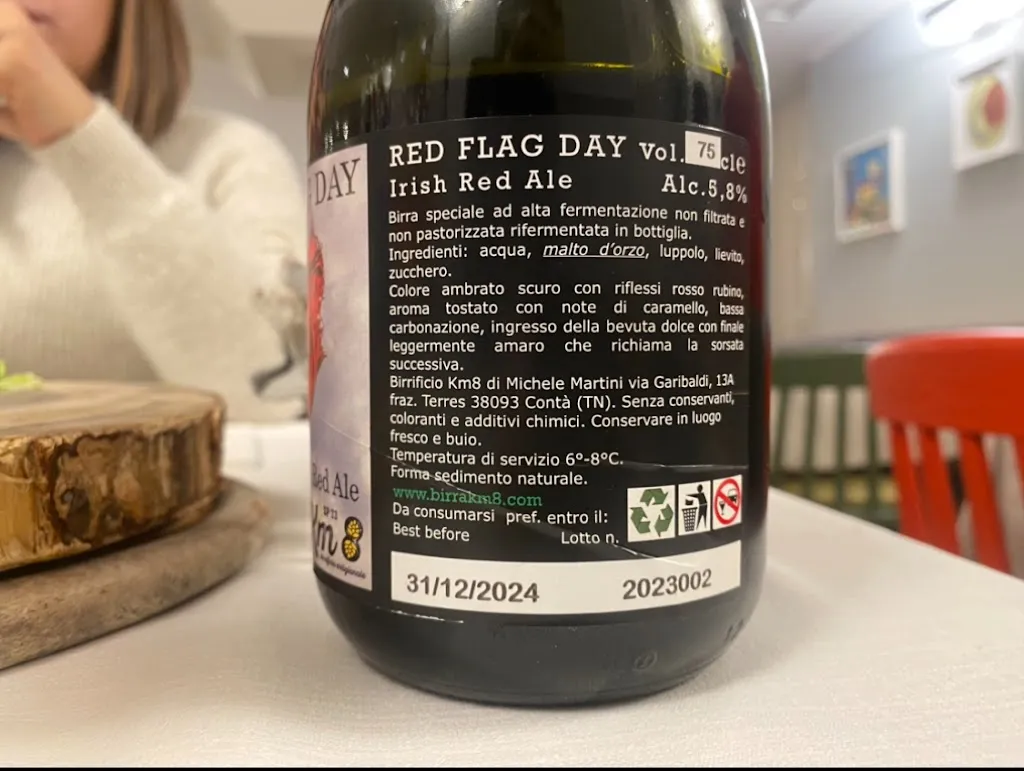 RED FLAG DAY Vol. 75 cl e
Irish Red Ale Alc.5,8%
Birra speciale ad alta fermentazione non filtrata e
non pastorizzata rifermentata in bottiglia.
Ingredienti: acqua, malto d'orzo, luppolo, lievito,
zucchero.
Colore ambrato scuro con riflessi rosso rubino,
aroma tostato con note di caramello, bassa
carbonazione, ingresso della bevuta dolce con finale
leggermente amaro che richiama la sorsata
successiva.
Birrificio Km8 di Michele Martini via Garibaldi, 13A
fraz. Terres 38093 Contà (TN). Senza conservanti,
coloranti e additivi chimici. Conservare in luogo
fresco e buio.
Temperatura di servizio 6°-8°C.
Forma sedimento naturale.
www.birrakm8.com
Da consumarsi pref. entro il:
Best before Lotto n.
31/12/2024 2023002
DAY
Red Ale
Km 8